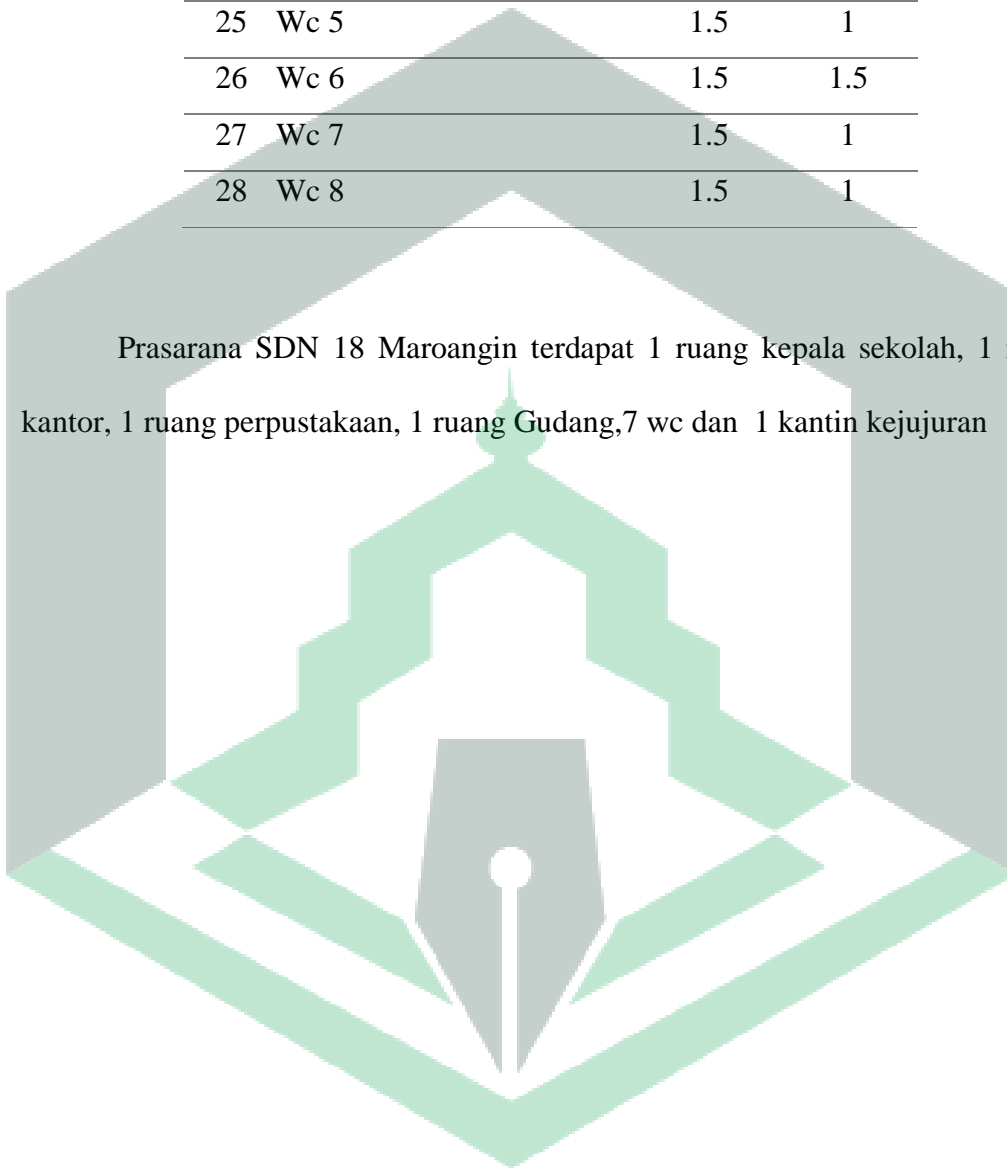 25 Wc 5 1.5 1
26 Wc 6 1.5 1.5
27 Wc 7 1.5 1
28 Wc 8 1.5 1
Prasarana SDN 18 Maroangin terdapat 1 ruang kepala sekolah, 1
kantor, 1 ruang perpustakaan, 1 ruang Gudang,7 wc dan 1 kantin kejujuran